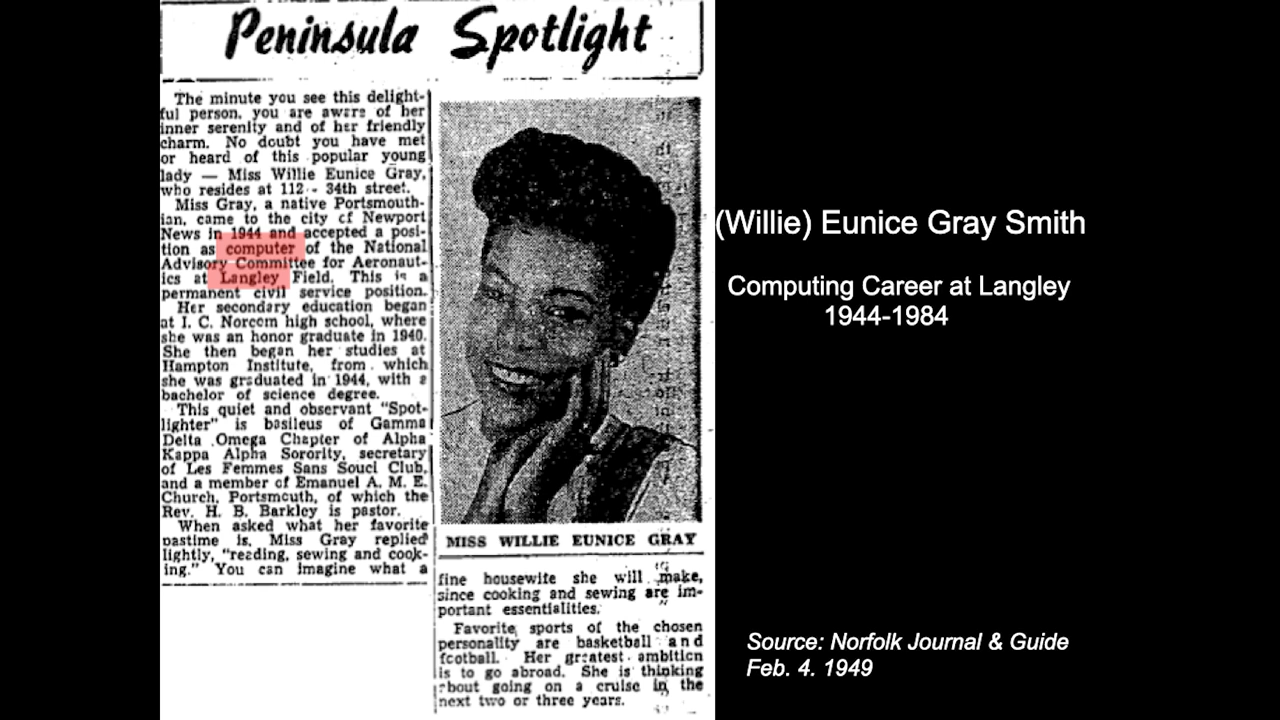 Peninsula Spotlight
The minute you see this delight-
ful person, you are aware of her
inner serenity and of her friendly
charm. No doubt you have met
or heard of this popular young
lady — Miss Willie Eunice Gray,
who resides at 112 - 34th street.
Miss Gray, a native Portsmouth-
ian, came to the city of Newport
News in 1944 and accepted a posi-
tion as computer of the National
Advisory Committee for Aeronaut-
ics at Langley Field. This is a
permanent civil service position.
Her secondary education began
at I. C. Norcom high school, where
she was an honor graduate in 1940.
She then began her studies at
Hampton Institute, from which
she was graduated in 1944, with a
bachelor of science degree.
This quiet and observant "Spot-
lighter" is basileus of Gamma
Delta Omega Chapter of Alpha
Kappa Alpha Sorority, secretary
of Les Femmes Sans Souci Club,
and a member of Emanuel A. M. E.
Church, Portsmouth, of which the
Rev. H. B. Barkley is pastor.
When asked what her favorite
pastime is, Miss Gray replied
lightly, "reading, sewing and cook-
ing." You can imagine what a
MISS WILLIE EUNICE GRAY
fine housewife she will make,
since cooking and sewing are im-
portant essentialities.
Favorite sports of the chosen
personality are basketball and
football. Her greatest ambition
is to go abroad. She is thinking
about going on a cruise in the
next two or three years.
(Willie) Eunice Gray Smith
Computing Career at Langley
1944-1984
Source: Norfolk Journal & Guide
Feb. 4. 1949